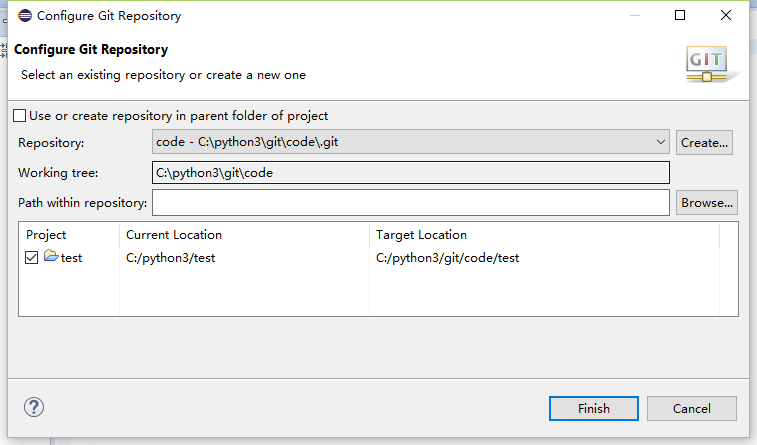 Configure Git Repository
Configure Git Repository
Select an existing repository or create a new one
GIT
Use or create repository in parent folder of project
Repository: code - C:\python3\git\code\.git Create...
Working tree: C:\python3\git\code
Path within repository: Browse...
Project Current Location Target Location
test C:/python3/test C:/python3/git/code/test
? Finish Cancel